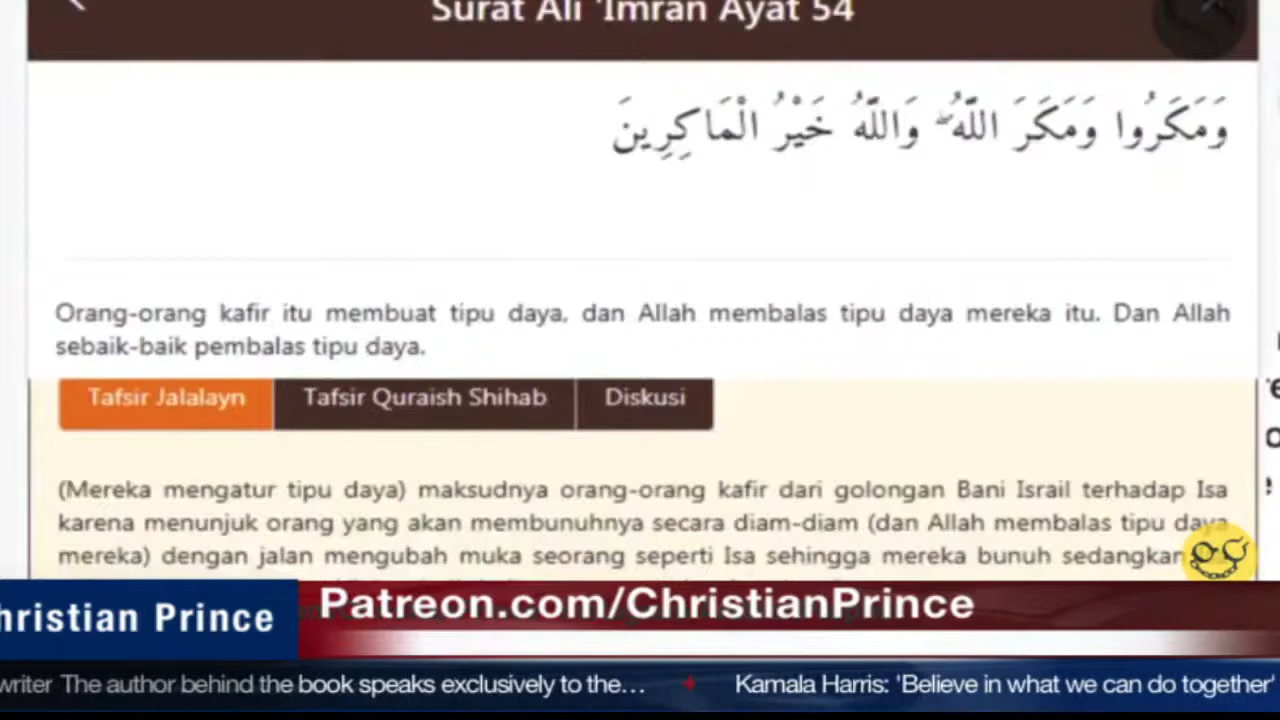 Surat Ali 'Imran Ayat 54
وَمَكَرُوا وَمَكَرَ اللَّهُ ۖ وَاللَّهُ خَيْرُ الْمَاكِرِينَ
Orang-orang kafir itu membuat tipu daya, dan Allah membalas tipu daya mereka itu. Dan Allah
sebaik-baik pembalas tipu daya.
Tafsir Jalalayn Tafsir Quraish Shihab Diskusi
(Mereka mengatur tipu daya) maksudnya orang-orang kafir dari golongan Bani Israil terhadap Isa
karena menunjuk orang yang akan membunuhnya secara diam-diam (dan Allah membalas tipu daya
mereka) dengan jalan mengubah muka seorang seperti Isa sehingga mereka bunuh sedangkan
hristian Prince
Patreon.com/ChristianPrince
writer The author behind the book speaks exclusively to the... Kamala Harris: 'Believe in what we can do together'